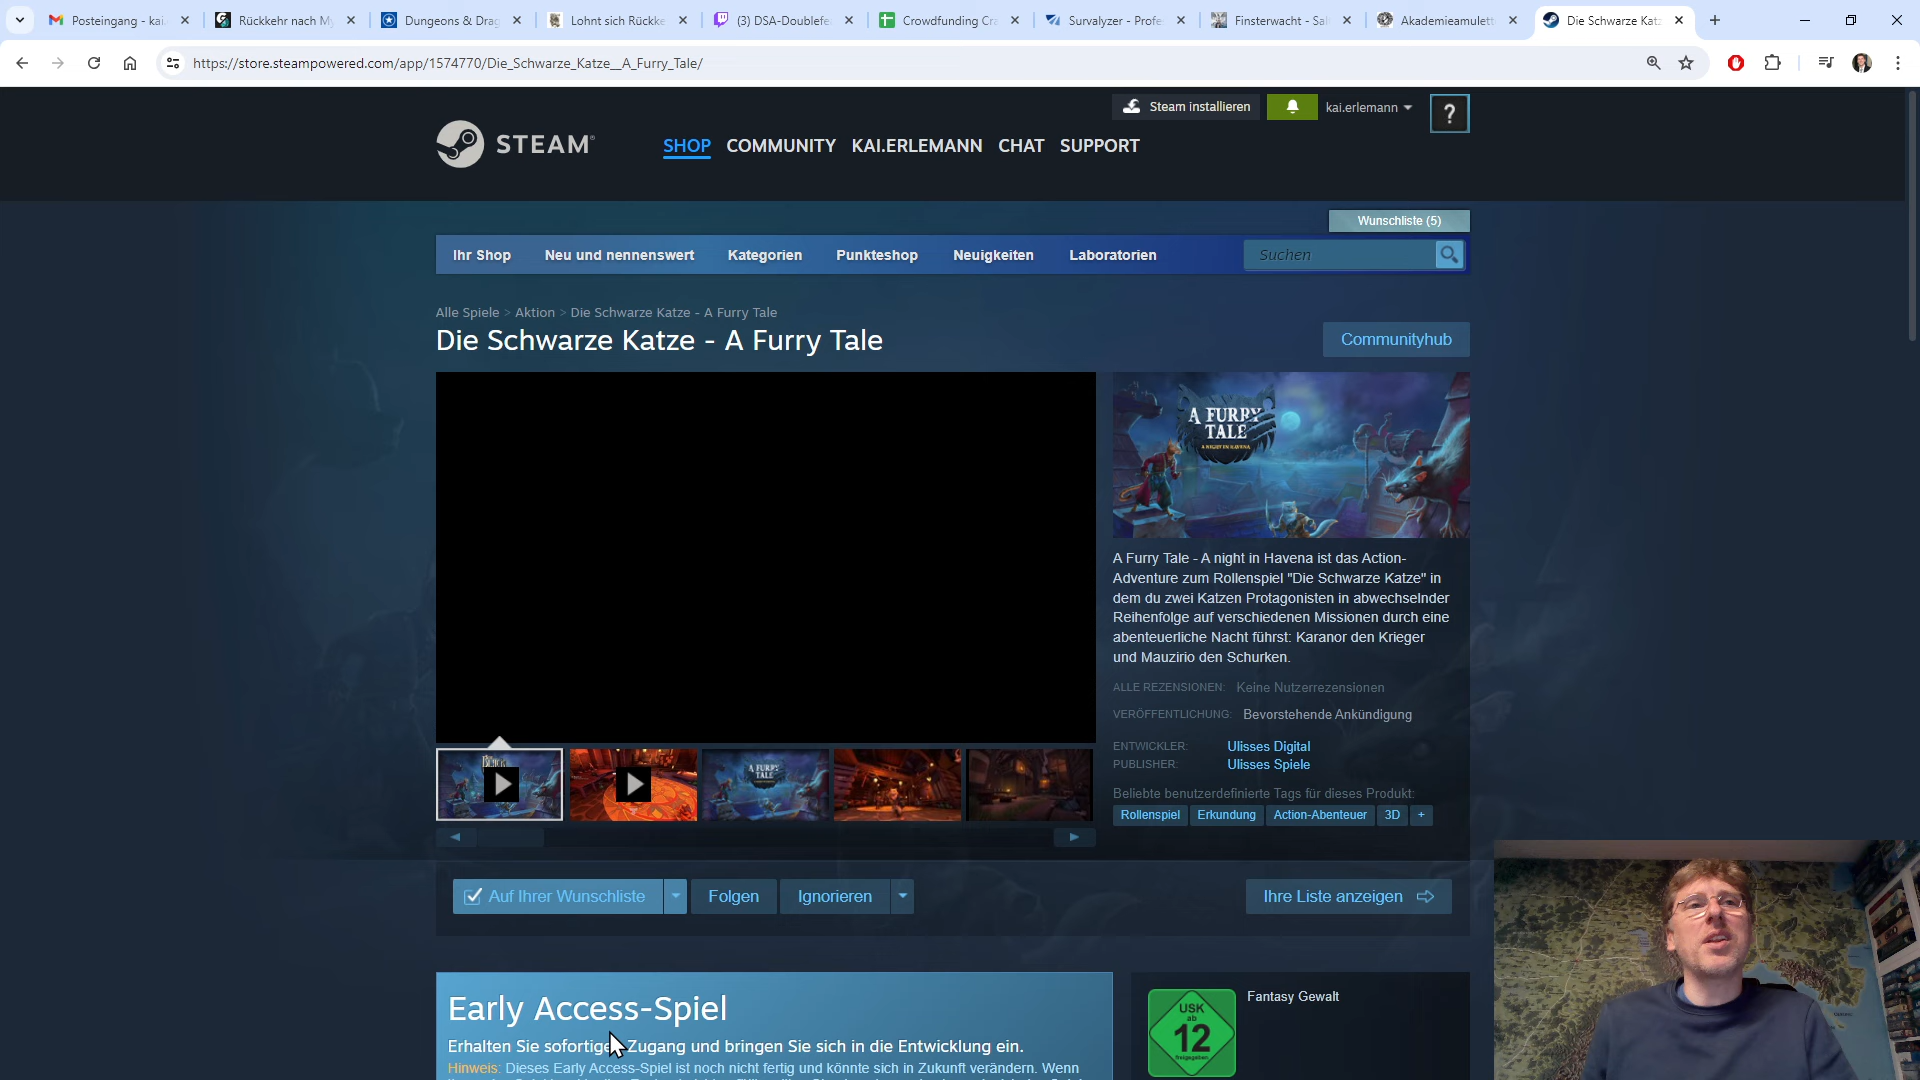 Posteingang - kai.
Rückkehr nach My
Dungeons & Drag
Lohnt sich Rückke
(3) DSA-Doublefe
Crowdfunding Cra
Survalyzer - Profe
Finsterwacht - Sal
Akademieamulett
Die Schwarze Katz
https://store.steampowered.com/app/1574770/Die_Schwarze_Katze__A_Furry_Tale/
Steam installieren
kai.erlemann
?
STEAM
SHOP COMMUNITY KAI.ERLEMANN CHAT SUPPORT
Wunschliste (5)
Ihr Shop Neu und nennenswert Kategorien Punkteshop Neuigkeiten Laboratorien Suchen
Alle Spiele > Aktion > Die Schwarze Katze - A Furry Tale
Die Schwarze Katze - A Furry Tale
Communityhub
A FURRY
TALE
A NIGHT IN HAVENA
A Furry Tale - A night in Havena ist das Action-
Adventure zum Rollenspiel "Die Schwarze Katze" in
dem du zwei Katzen Protagonisten in abwechselnder
Reihenfolge auf verschiedenen Missionen durch eine
abenteuerliche Nacht führst: Karanor den Krieger
und Mauzirio den Schurken.
ALLE REZENSIONEN: Keine Nutzerrezensionen
VERÖFFENTLICHUNG: Bevorstehende Ankündigung
ENTWICKLER: Ulisses Digital
PUBLISHER: Ulisses Spiele
Beliebte benutzerdefinierte Tags für dieses Produkt:
Rollenspiel Erkundung Action-Abenteuer 3D +
A FURRY
TALE
Auf Ihrer Wunschliste Folgen Ignorieren Ihre Liste anzeigen
Early Access-Spiel
Erhalten Sie sofortigen Zugang und bringen Sie sich in die Entwicklung ein.
Hinweis: Dieses Early Access-Spiel ist noch nicht fertig und könnte sich in Zukunft verändern. Wenn
USK
ab
12
freigegeben
Fantasy Gewalt